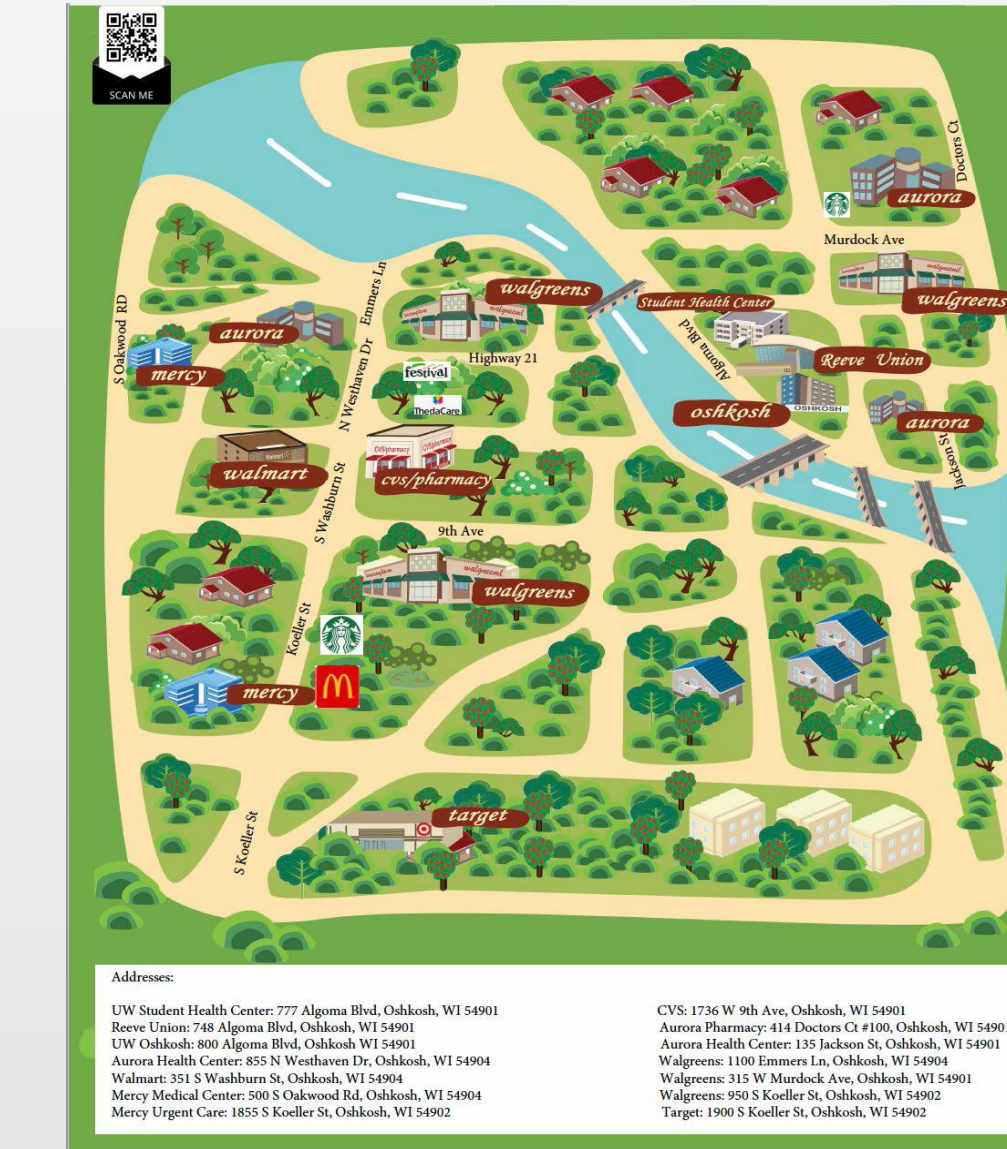 SCAN ME
Doctors Ct
aurora
Murdock Ave
S Oakwood RD
Emmers Ln
walgreens
Student Health Center
walgreens
aurora
mercy
Highway 21
Algoma Blvd
Reeve Union
N Westhaven Dr
festival
ThedaCare
oshkosh
OSHKOSH
aurora
Jackson St
CVS/pharmacy
CVS/pharmacy
Walmart
walmart
cvs/pharmacy
S Washburn St
9th Ave
walgreens
Koeller St
mercy
target
S Koeller St
Addresses:
UW Student Health Center: 777 Algoma Blvd, Oshkosh, WI 54901
Reeve Union: 748 Algoma Blvd, Oshkosh, WI 54901
UW Oshkosh: 800 Algoma Blvd, Oshkosh WI 54901
Aurora Health Center: 855 N Westhaven Dr, Oshkosh, WI 54904
Walmart: 351 S Washburn St, Oshkosh, WI 54904
Mercy Medical Center: 500 S Oakwood Rd, Oshkosh, WI 54904
Mercy Urgent Care: 1855 S Koeller St, Oshkosh, WI 54902
CVS: 1736 W 9th Ave, Oshkosh, WI 54901
Aurora Pharmacy: 414 Doctors Ct #100, Oshkosh, WI 54901
Aurora Health Center: 135 Jackson St, Oshkosh, WI 54901
Walgreens: 1100 Emmers Ln, Oshkosh, WI 54904
Walgreens: 315 W Murdock Ave, Oshkosh, WI 54901
Walgreens: 950 S Koeller St, Oshkosh, WI 54902
Target: 1900 S Koeller St, Oshkosh, WI 54902